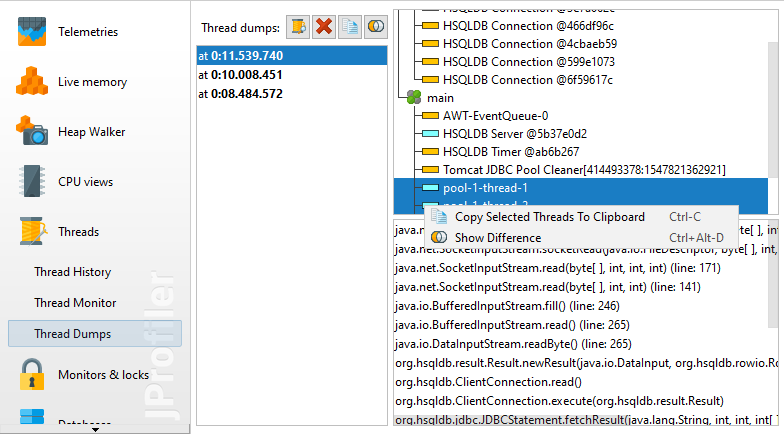 Telemetries
Live memory
Heap Walker
CPU views
Threads
Thread History
Thread Monitor
Thread Dumps
Monitors & locks
Databases
JProfiler
Thread dumps:
at 0:11.539.740
at 0:10.008.451
at 0:08.484.572
HSQLDB Connection @466df96c
HSQLDB Connection @4cbaeb59
HSQLDB Connection @599e1073
HSQLDB Connection @6f59617c
main
AWT-EventQueue-0
HSQLDB Server @5b37e0d2
HSQLDB Timer @ab6b267
Tomcat JDBC Pool Cleaner[414493378:1547821362921]
pool-1-thread-1
Copy Selected Threads To Clipboard Ctrl-C
Show Difference Ctrl+Alt-D
java.net.SocketInputStream.socketRead(java.io.FileDescriptor, byte[ ], int,
java.net.SocketInputStream.read(byte[ ], int, int, int) (line: 171)
java.net.SocketInputStream.read(byte[ ], int, int) (line: 141)
java.io.BufferedInputStream.fill() (line: 246)
java.io.BufferedInputStream.read() (line: 265)
java.io.DataInputStream.readByte() (line: 265)
org.hsqldb.result.Result.newResult(java.io.DataInput, org.hsqldb.rowio.Ro
org.hsqldb.ClientConnection.read()
org.hsqldb.ClientConnection.execute(org.hsqldb.result.Result)
org.hsqldb.jdbc.JDBCStatement.fetchResult(java.lang.String, int, int, int[